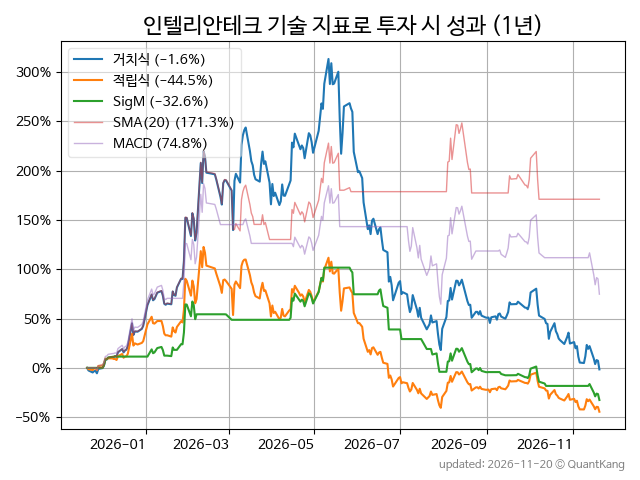 인텔리안테크 기술 지표로 투자 시 성과 (1년)
거치식 (−1.6%)
적립식 (−44.5%)
SigM (−32.6%)
SMA(20) (171.3%)
MACD (74.8%)
300%
250%
200%
150%
100%
50%
0%
−50%
2026-01 2026-03 2026-05 2026-07 2026-09 2026-11
updated: 2026-11-20 © QuantKang